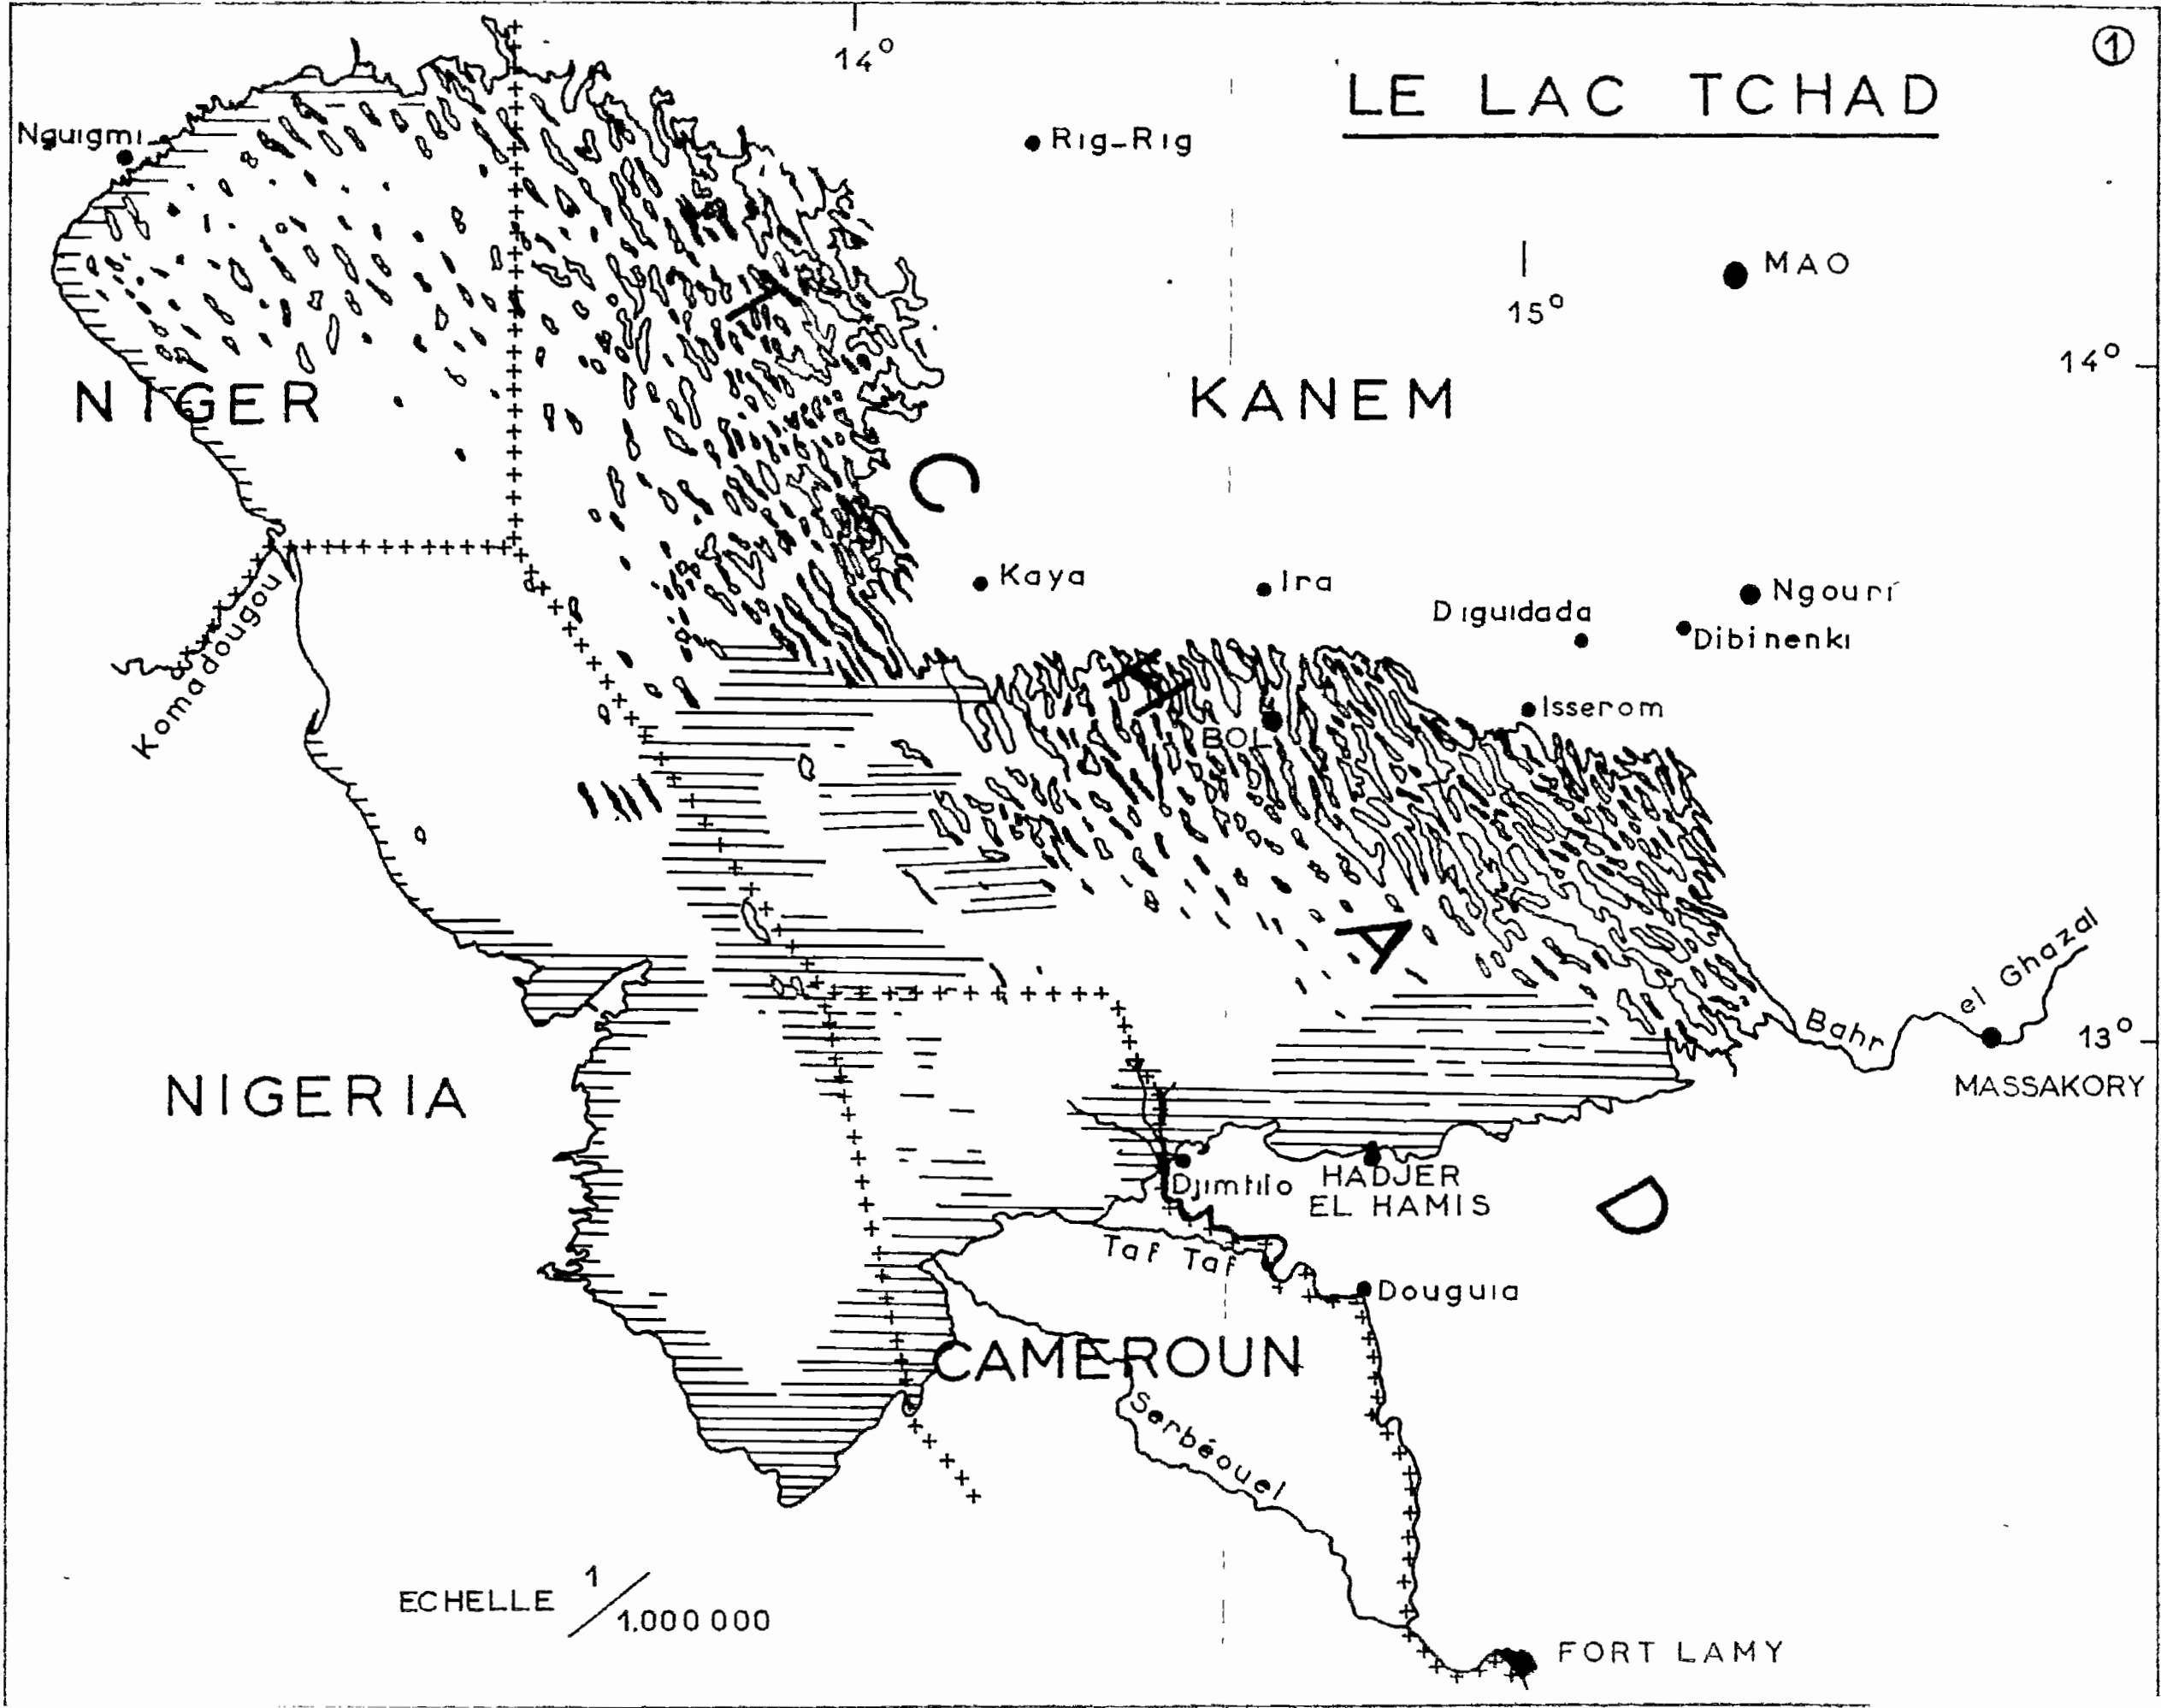 ①
14°
LE LAC TCHAD
Nguigmi
Rig-Rig
MAO
15°
14°
NIGER
KANEM
T
C
H
A
D
Kaya
Ira
Ngouri
Diguidada
Dibinenki
Komadougou
Isserom
BOL
el Ghazal
Bahr
13°
MASSAKORY
NIGERIA
Djimtilo
HADJER
EL HAMIS
Taf Taf
Douguia
CAMEROUN
Serbéouel
ECHELLE 1/1.000 000
FORT LAMY